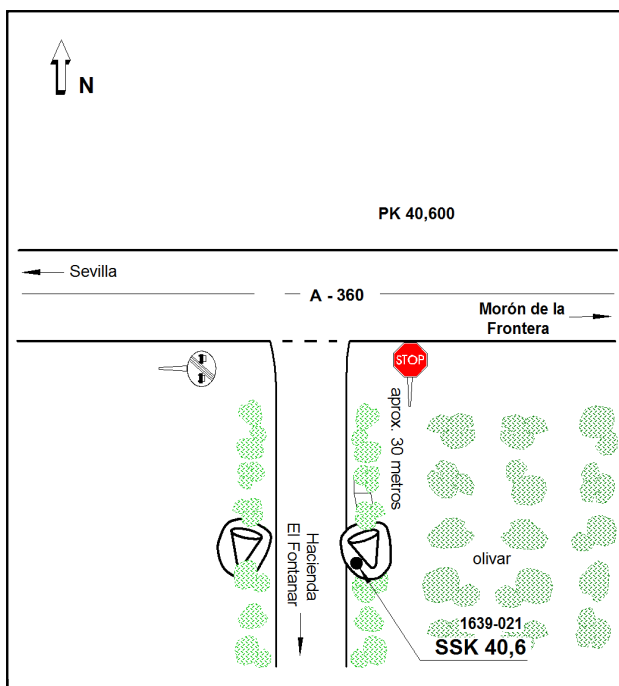 N
PK 40,600
Sevilla
A - 360
Morón de la
Frontera
STOP
aprox. 30 metros
Hacienda
El Fontanar
olivar
1639-021
SSK 40,6